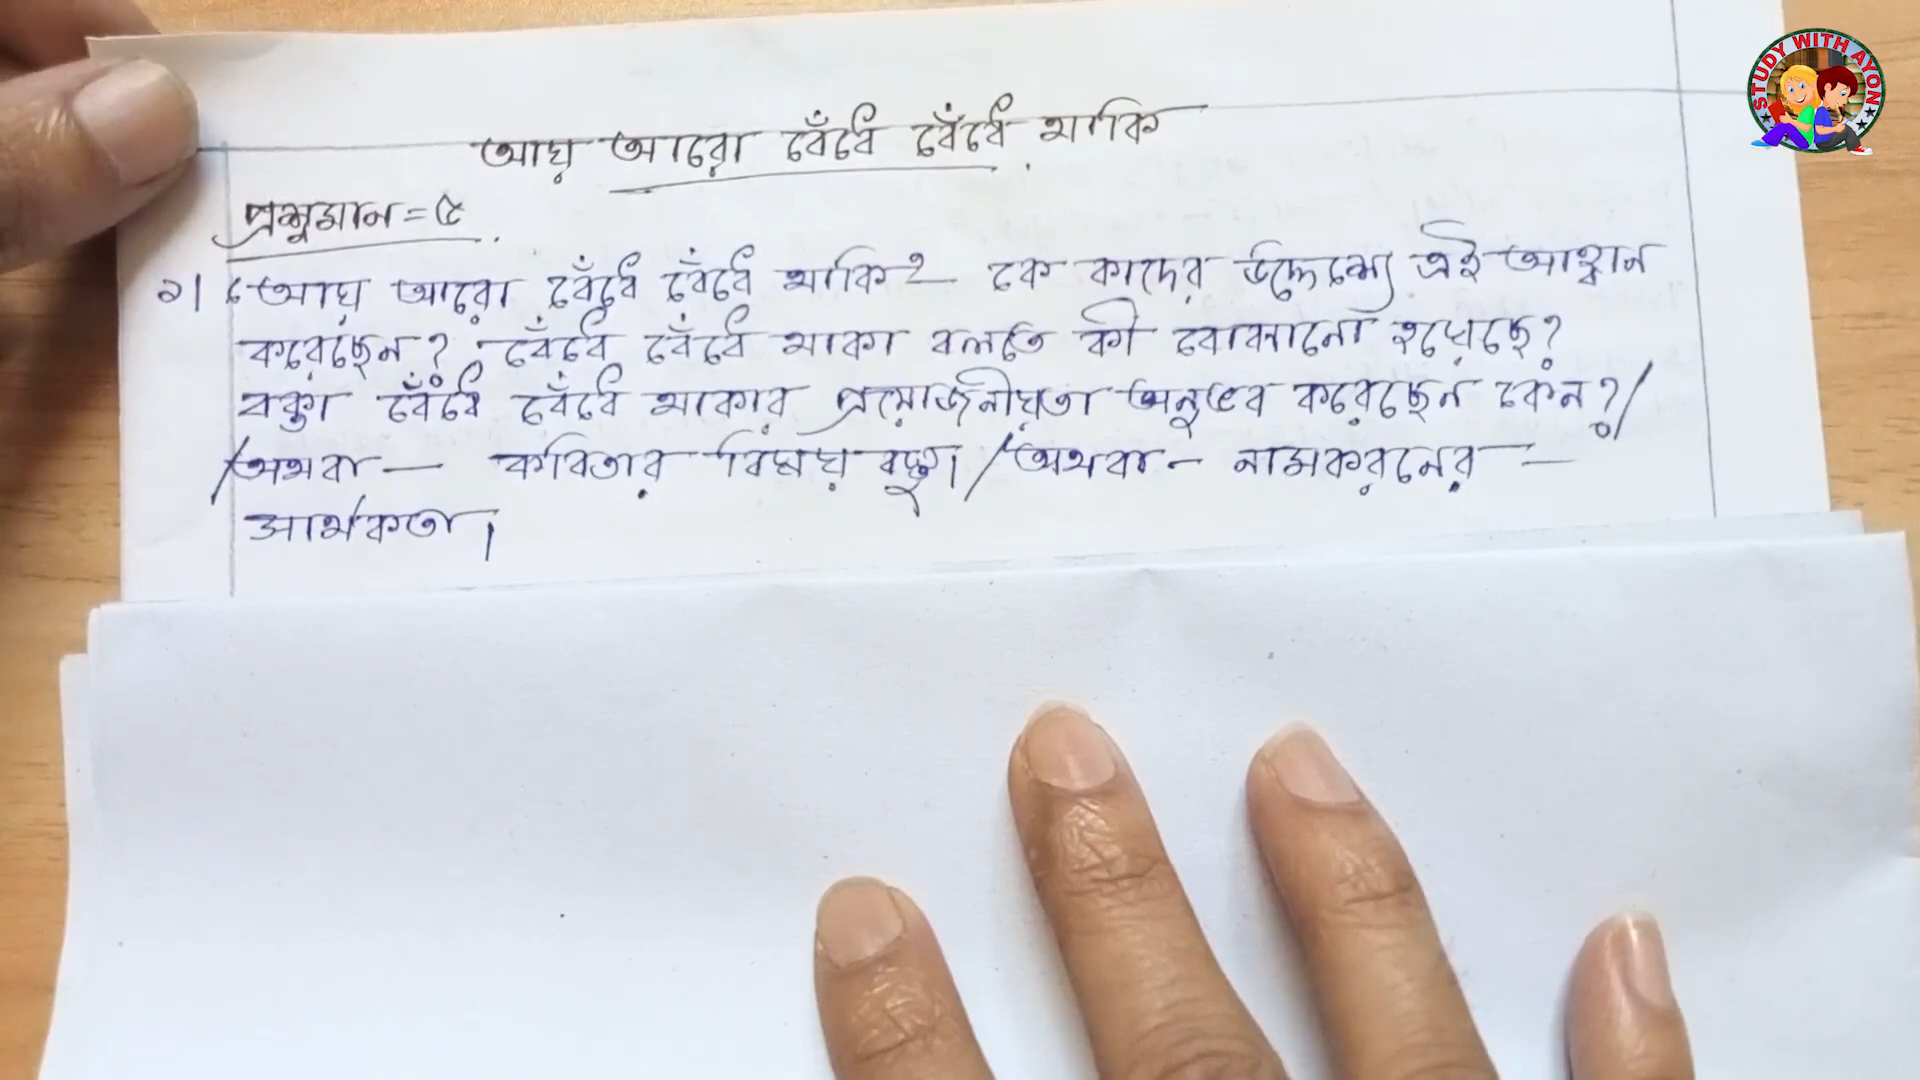 আয় আরো বেঁধে বেঁধে থাকি
প্রশ্নমান = ৫
১। আয় আরো বেঁধে বেঁধে থাকি? — কে কাদের উদ্দেশ্যে এই আহ্বান
করেছেন? বেঁধে বেঁধে থাকা বলতে কী বোঝানো হয়েছে?
বক্তা বেঁধে বেঁধে থাকার প্রয়োজনীয়তা অনুভব করেছেন কেন?/
/অথবা — কবিতার বিষয় বস্তু। /অথবা - নামকরনের —
সার্থকতা।
STUDY WITH AYON